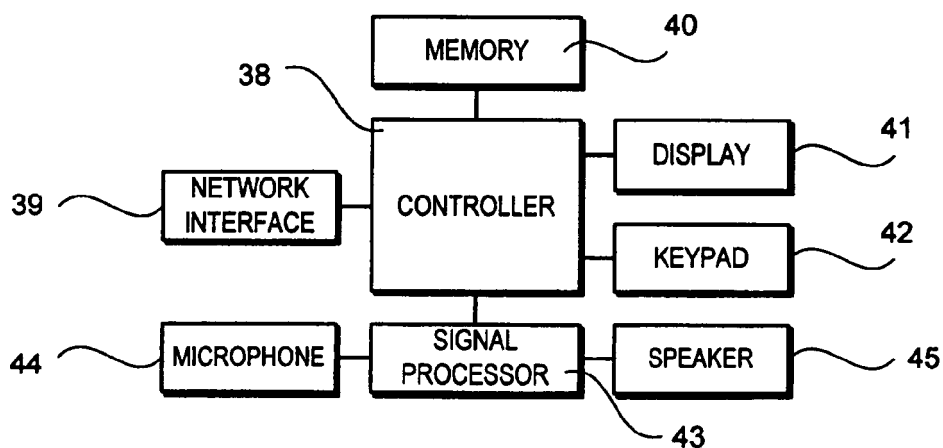 MEMORY
40
38
CONTROLLER
DISPLAY
41
NETWORK
INTERFACE
39
KEYPAD
42
MICROPHONE
44
SIGNAL
PROCESSOR
43
SPEAKER
45